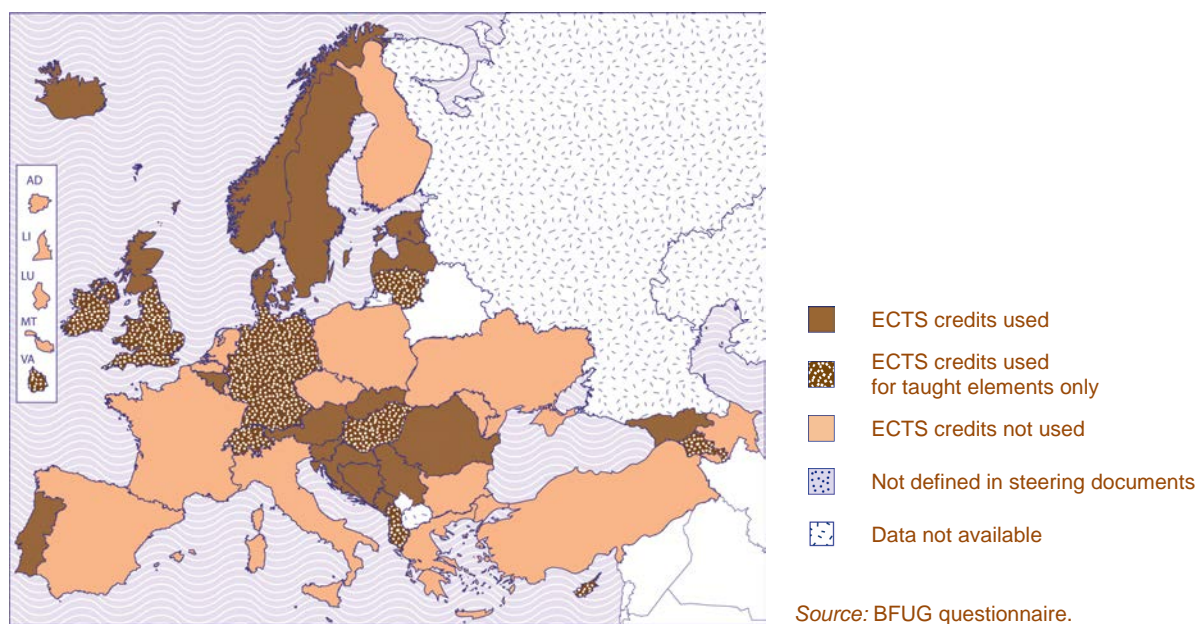 AD
LI
LU
MT
VA
ECTS credits used
ECTS credits used
for taught elements only
ECTS credits not used
Not defined in steering documents
Data not available
Source: BFUG questionnaire.